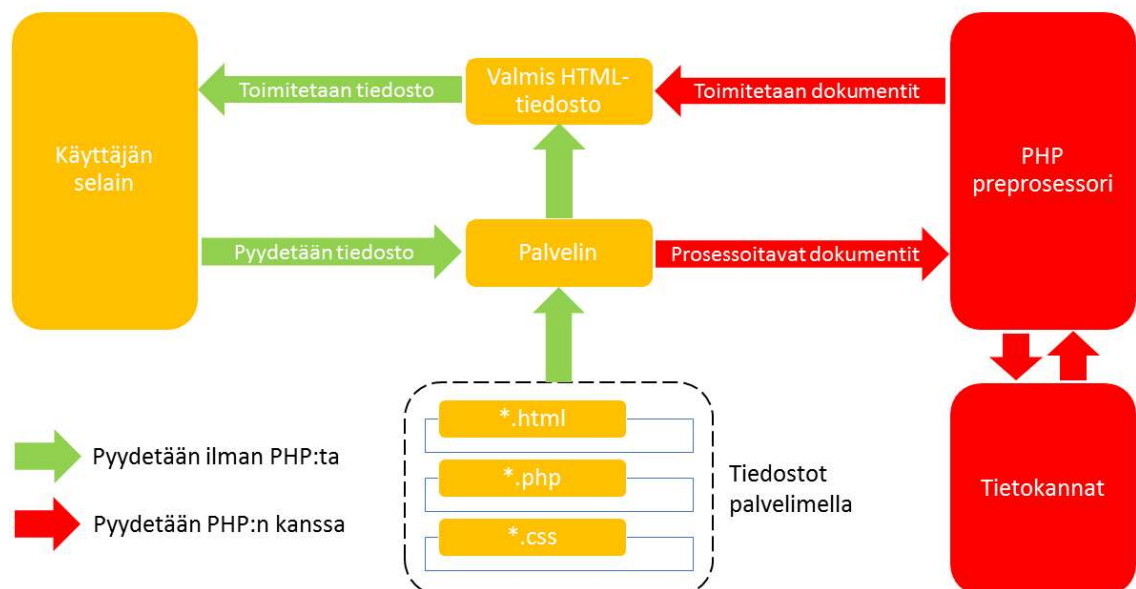 Käyttäjän
selain
Toimitetaan tiedosto
Valmis HTML-
tiedosto
Toimitetaan dokumentit
PHP
preprosessori
Pyydetään tiedosto
Palvelin
Prosessoitavat dokumentit
*.html
*.php
*.css
Tiedostot
palvelimella
Tietokannat
Pyydetään ilman PHP:ta
Pyydetään PHP:n kanssa